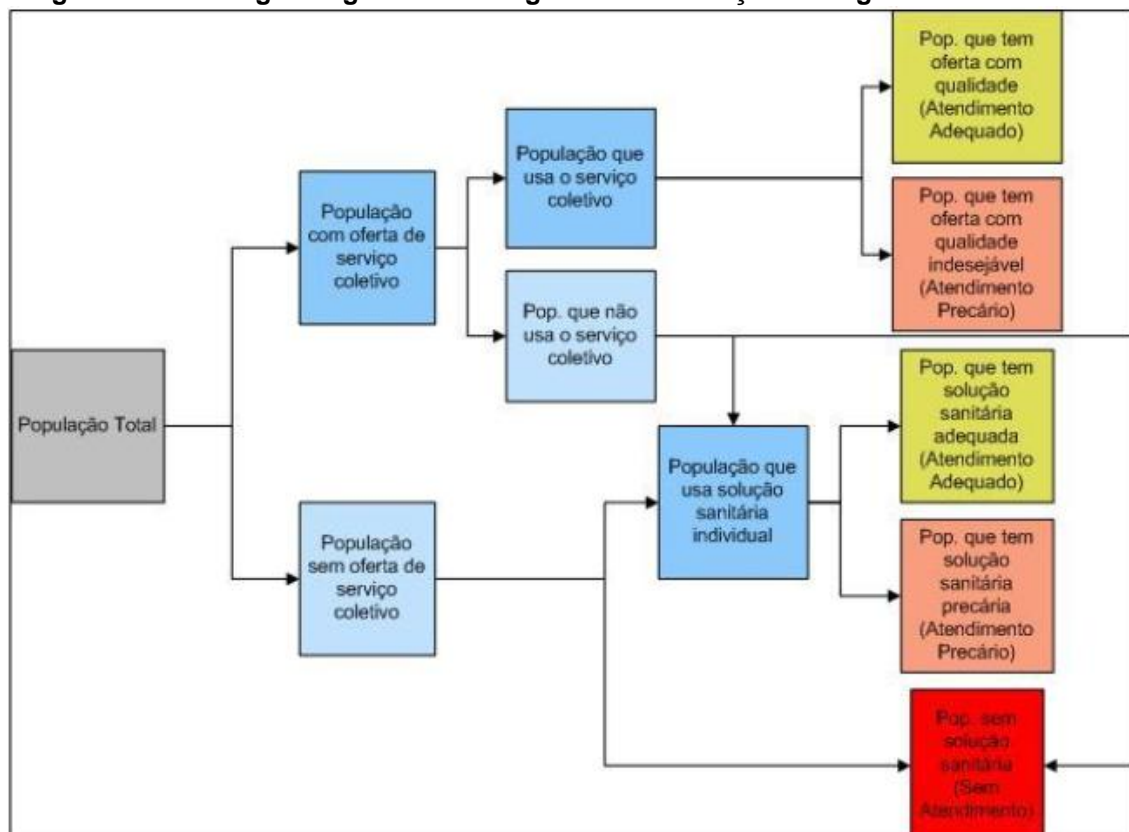 Pop. que tem
oferta com
qualidade
(Atendimento
Adequado)
População que
usa o serviço
coletivo
População
com oferta de
serviço
coletivo
Pop. que tem
oferta com
qualidade
indesejável
(Atendimento
Precário)
Pop. que não
usa o serviço
coletivo
População Total
Pop. que tem
solução
sanitária
adequada
(Atendimento
Adequado)
População que
usa solução
sanitária
individual
População
sem oferta de
serviço
coletivo
Pop. que tem
solução
sanitária
precária
(Atendimento
Precário)
Pop. sem
solução
sanitária
(Sem
Atendimento)